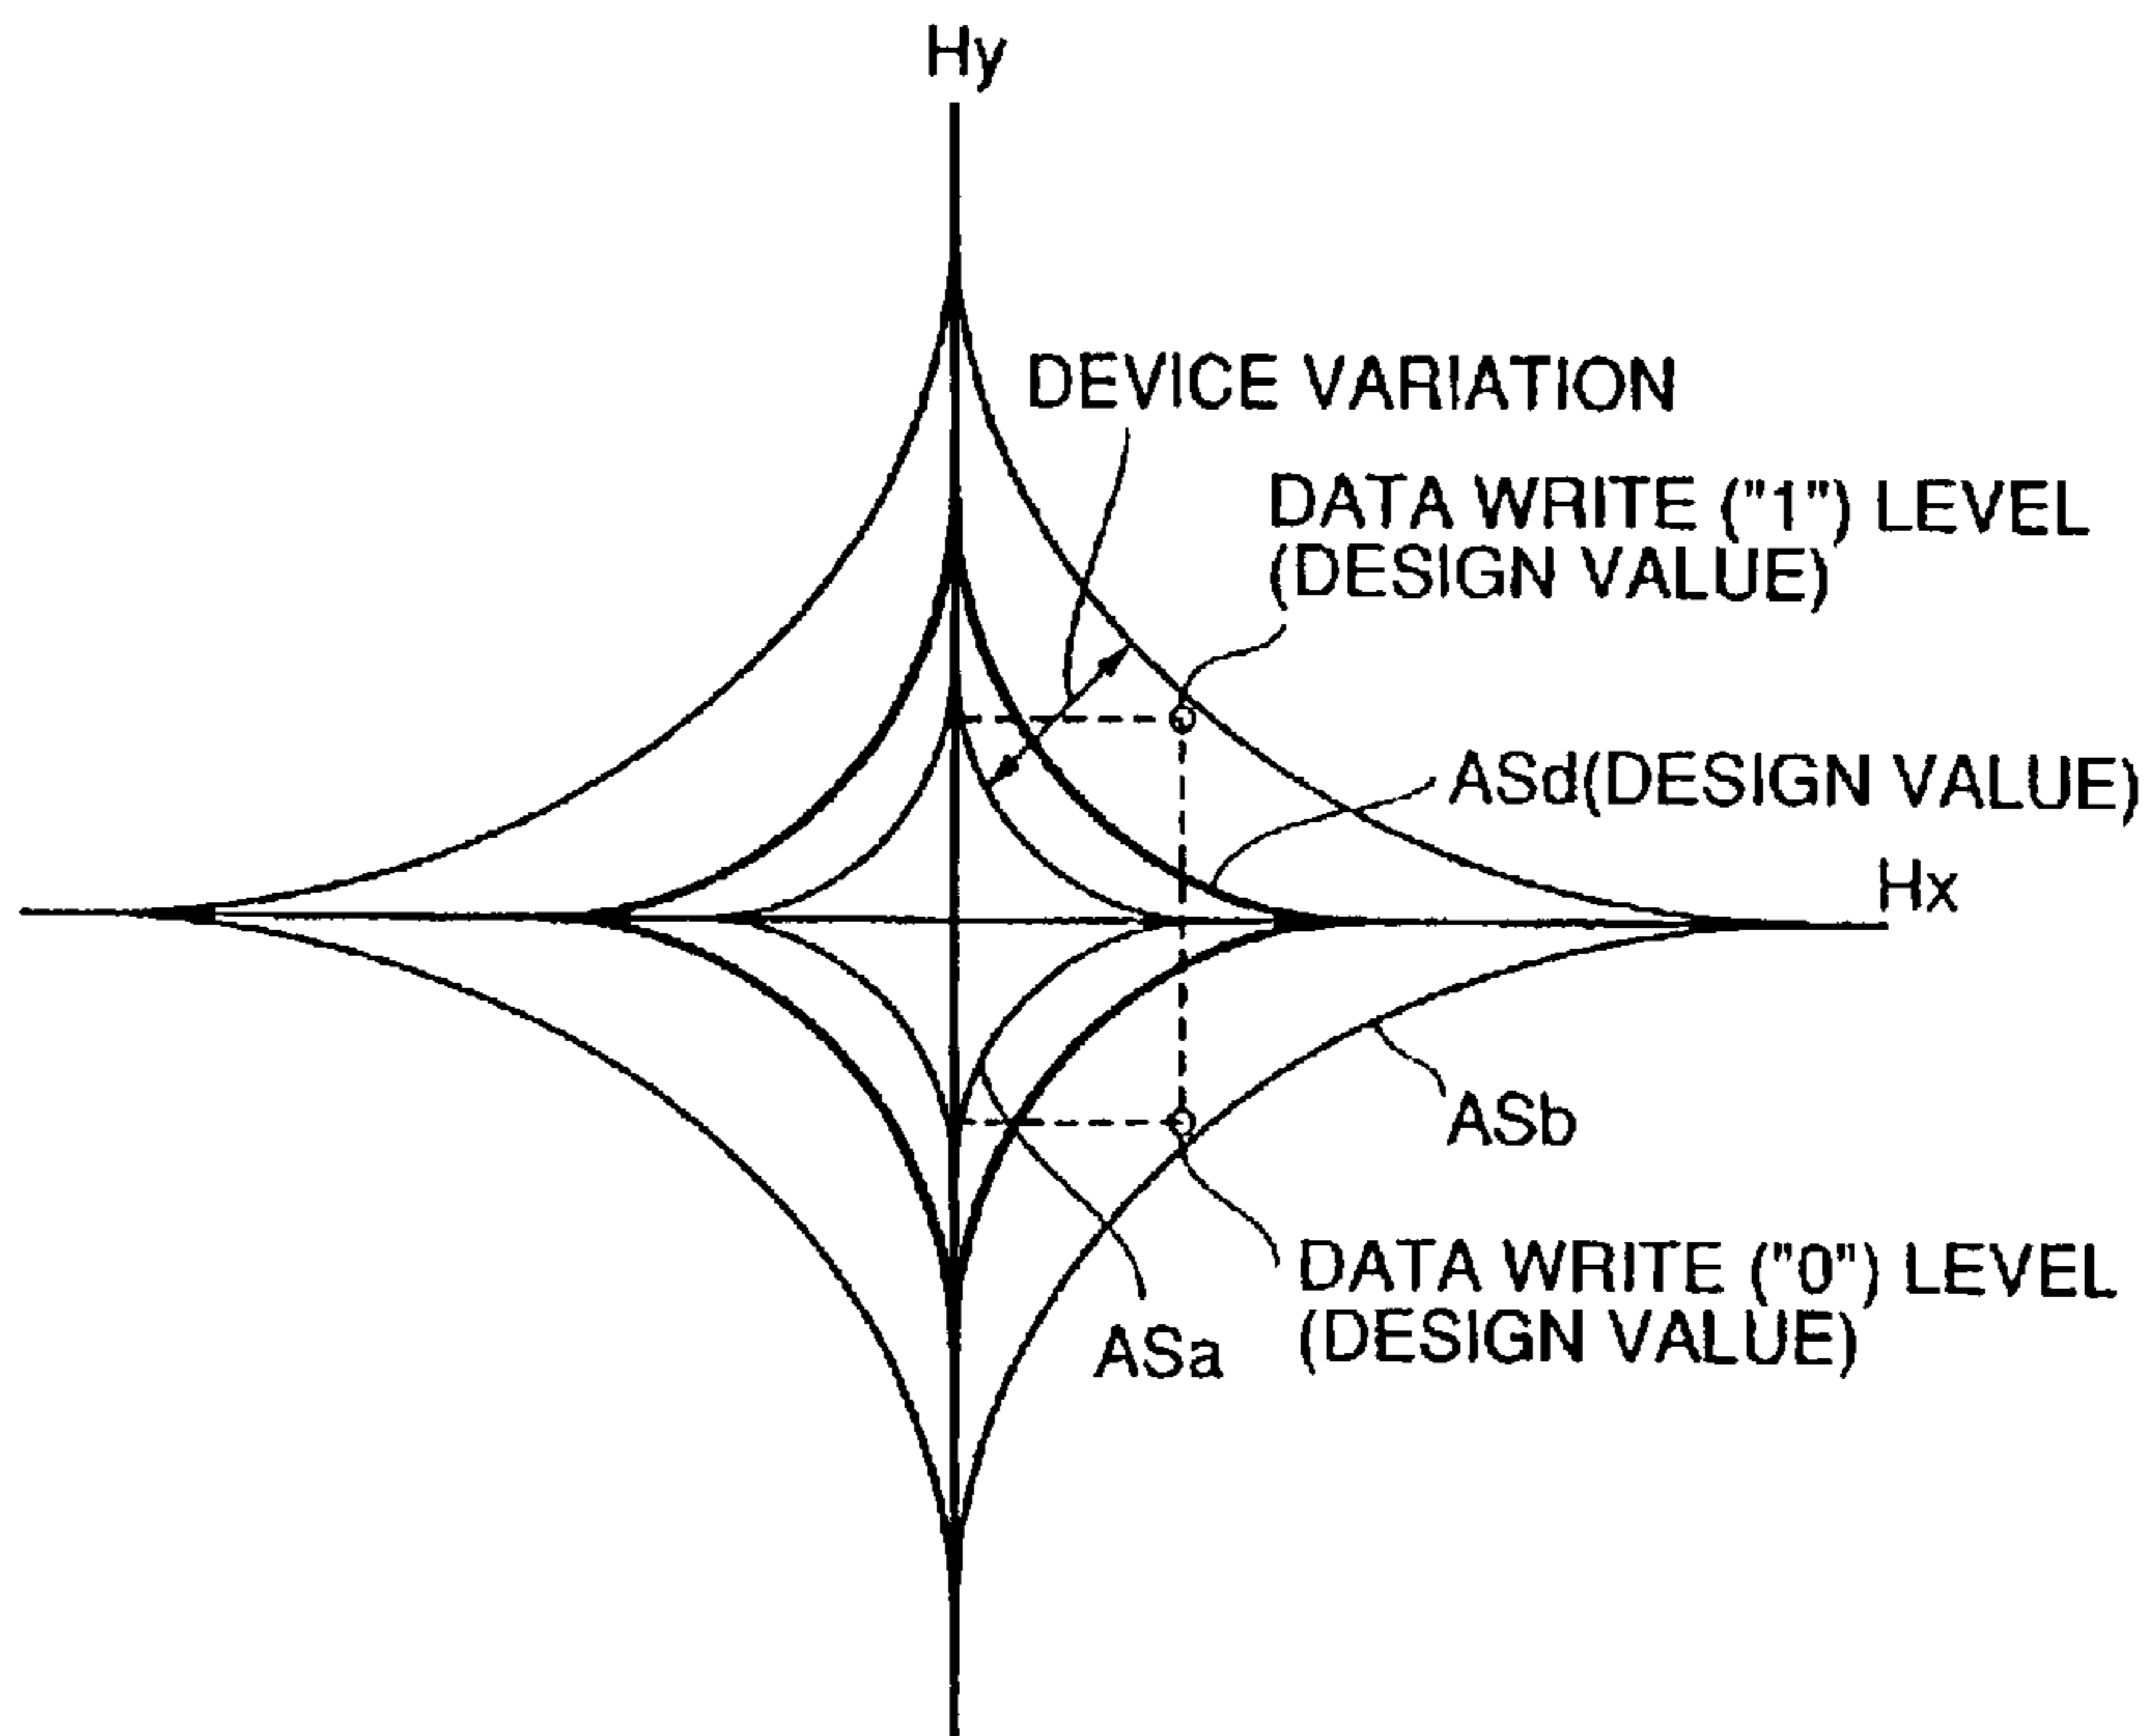 Hy
DEVICE VARIATION
DATA WRITE ("1") LEVEL
(DESIGN VALUE)
ASd(DESIGN VALUE)
Hx
ASb
DATA WRITE ("0") LEVEL
(DESIGN VALUE)
ASa